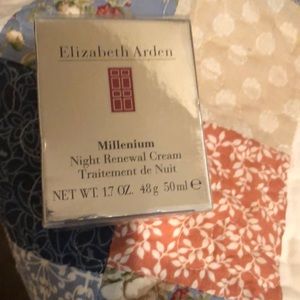 Elizabeth Arden
Millenium
Night Renewal Cream
Traitement de Nuit
NET WT. 1.7 OZ. 48 g 50 ml ℮